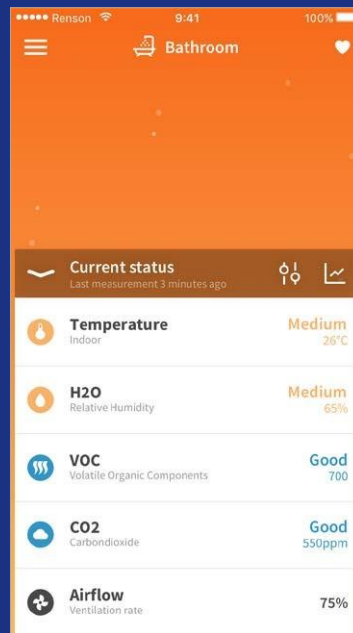 Renson 9:41 100%
Bathroom
Current status
Last measurement 3 minutes ago
Temperature Medium
Indoor 26°C
H2O Medium
Relative Humidity 65%
VOC Good
Volatile Organic Components 700
CO2 Good
Carbondioxide 550ppm
Airflow 75%
Ventilation rate